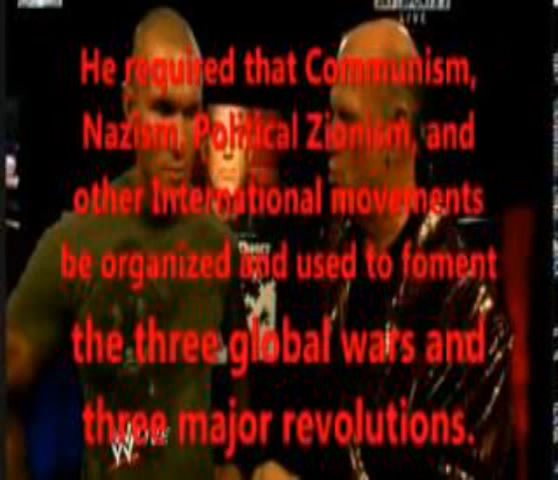 LIVE
He required that Communism,
Nazism, Political Zionism, and
other International movements
be organized and used to foment
the three global wars and
three major revolutions.